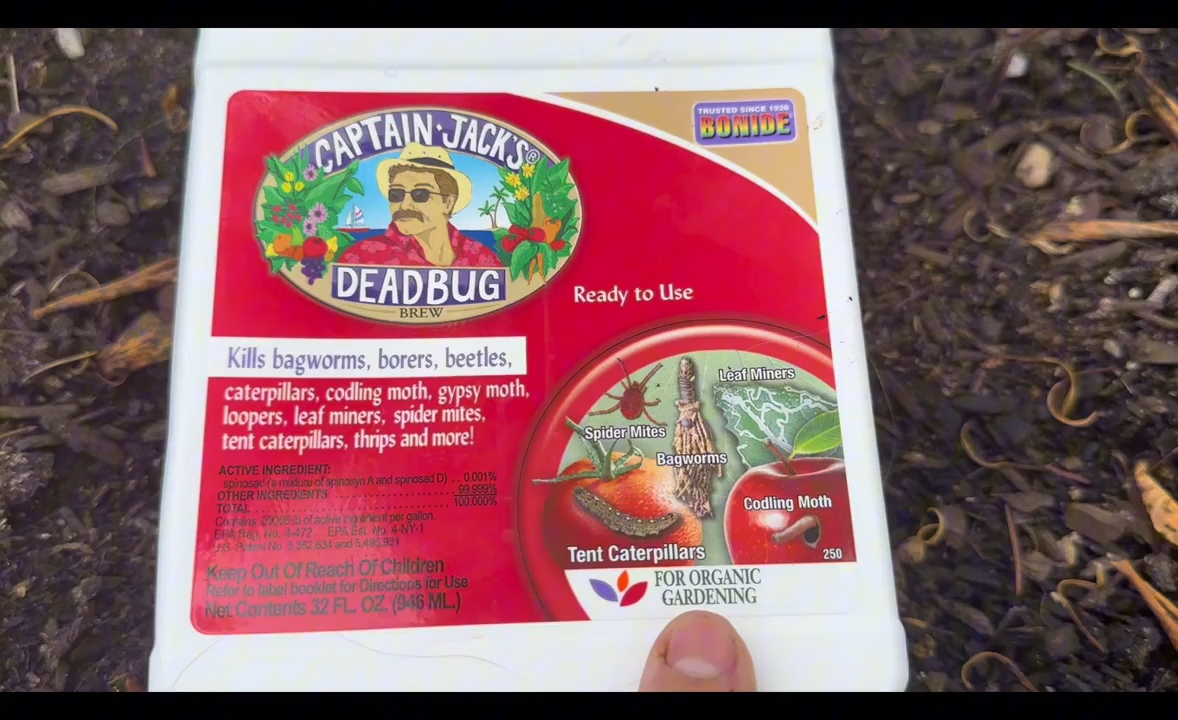 CAPTAIN JACK'S®
DEADBUG
BREW
TRUSTED SINCE 1926
BONIDE
Ready to Use
Kills bagworms, borers, beetles,
caterpillars, codling moth, gypsy moth,
loopers, leaf miners, spider mites,
tent caterpillars, thrips and more!
ACTIVE INGREDIENT:
spinosad (a mixture of spinosyn A and spinosad D) . . 0.001%
OTHER INGREDIENTS . . . . . . . . . . . . . . . . . . . . . 99.999%
TOTAL . . . . . . . . . . . . . . . . . . . . . . . . . . . . . . 100.000%
of active ingredient per gallon.
EPA Reg. No. 4-472 EPA Est. No. 4-NY-1
U.S. Patent No. 5,362,634 and 5,496,931
Keep Out Of Reach Of Children
Refer to label booklet for Directions for Use
Net Contents 32 FL. OZ. (946 ML.)
Leaf Miners
Spider Mites
Bagworms
Codling Moth
Tent Caterpillars
250
FOR ORGANIC
GARDENING